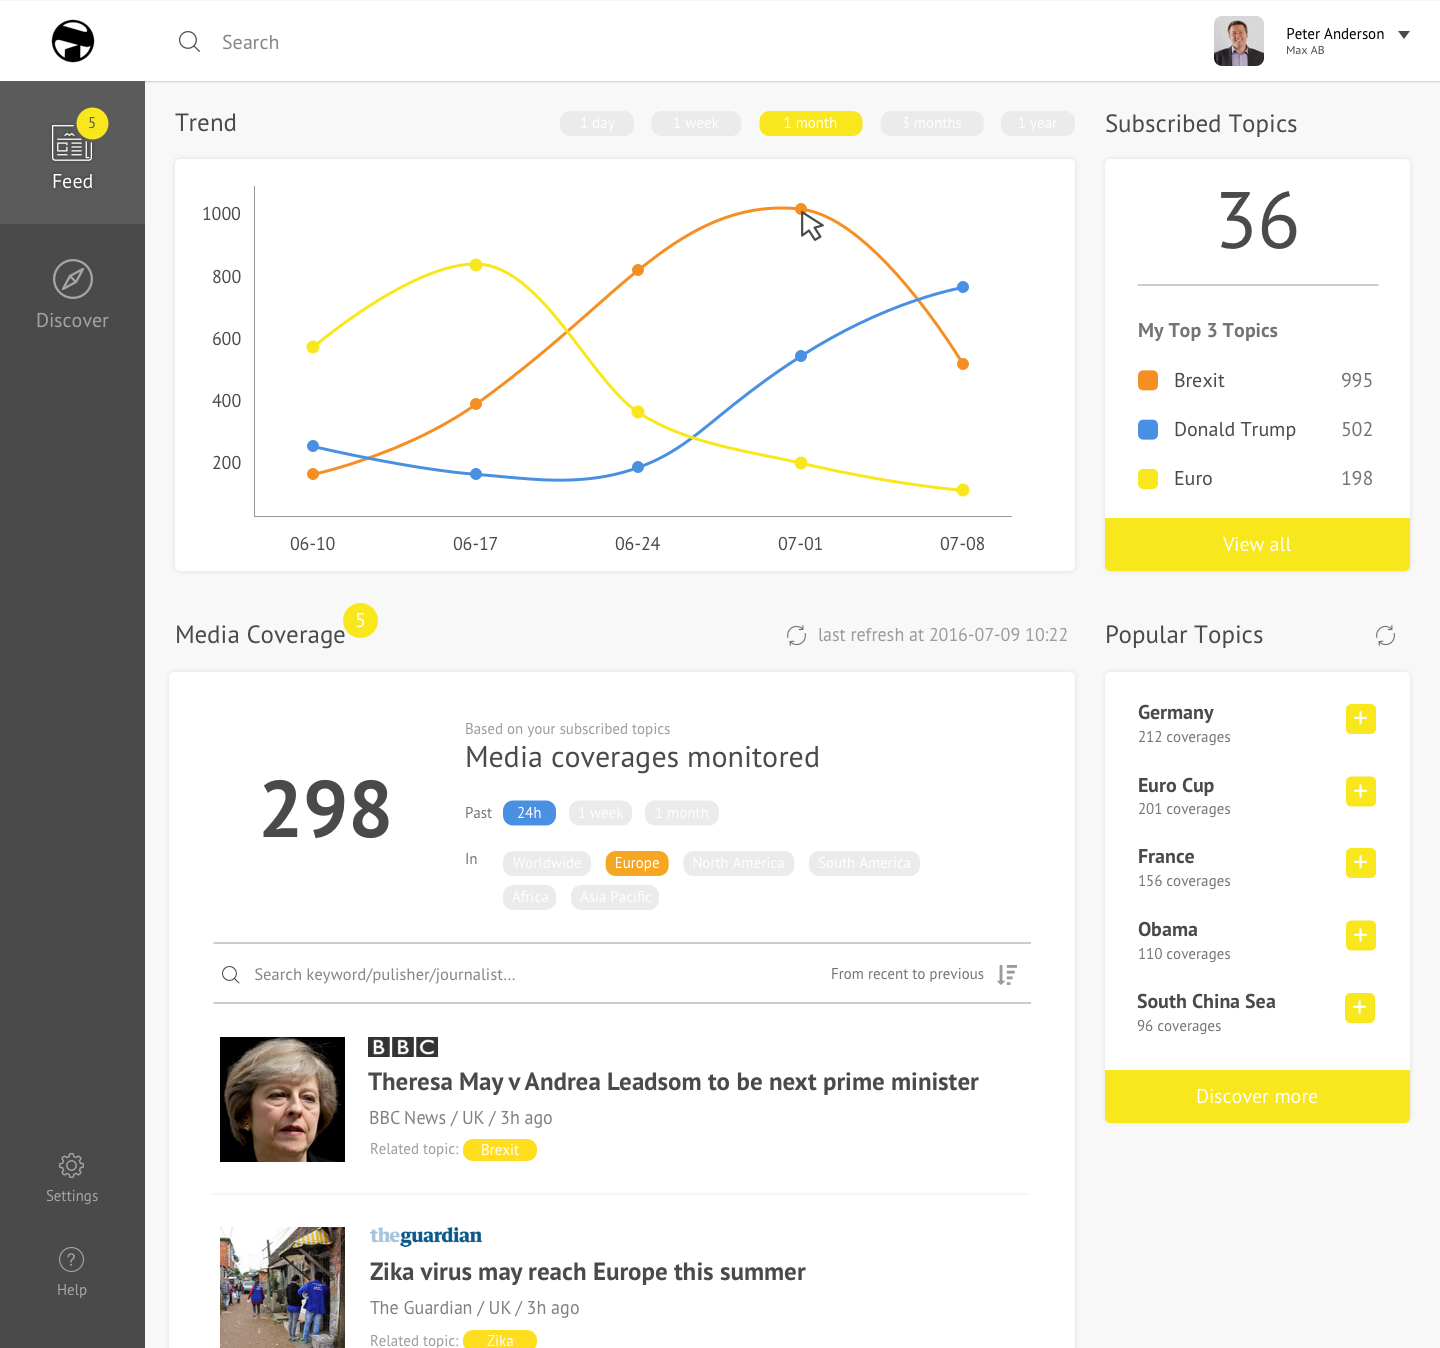 Search
Peter Anderson
Max AB
5
Feed
Discover
Settings
Help
Trend
1 day
1 week
1 month
3 months
1 year
1000
800
600
400
200
06-10
06-17
06-24
07-01
07-08
Subscribed Topics
36
My Top 3 Topics
Brexit 995
Donald Trump 502
Euro 198
View all
Media Coverage
5
last refresh at 2016-07-09 10:22
298
Based on your subscribed topics
Media coverages monitored
Past 24h 1 week 1 month
In Worldwide Europe North America South America
Africa Asia Pacific
Search keyword/pulisher/journalist...
From recent to previous
BBC
Theresa May v Andrea Leadsom to be next prime minister
BBC News / UK / 3h ago
Related topic: Brexit
theguardian
Zika virus may reach Europe this summer
The Guardian / UK / 3h ago
Related topic: Zika
Popular Topics
Germany
212 coverages
+
Euro Cup
201 coverages
+
France
156 coverages
+
Obama
110 coverages
+
South China Sea
96 coverages
+
Discover more